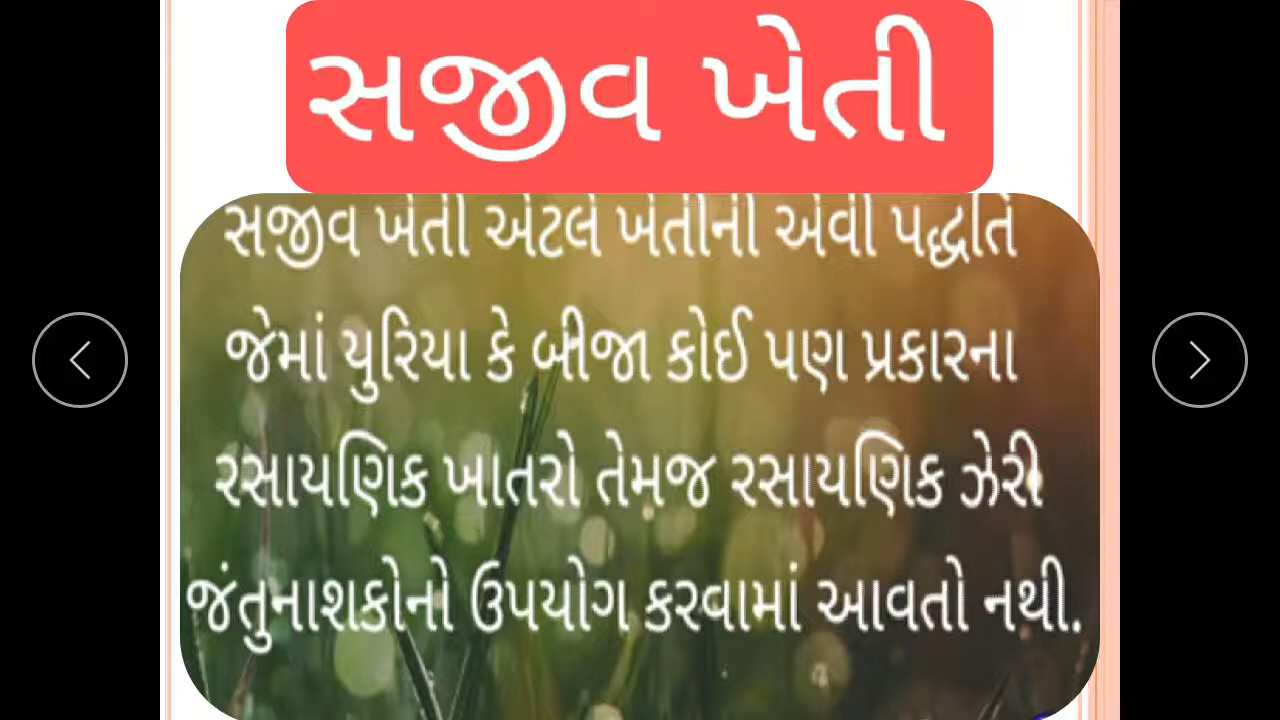 સજીવ ખેતી
સજીવ ખેતી એટલે ખેતીની એવી પદ્ધતિ
જેમાં યુરિયા કે બીજા કોઈ પણ પ્રકારના
રસાયણિક ખાતરો તેમજ રસાયણિક ઝેરી
જંતુનાશકોનો ઉપયોગ કરવામાં આવતો નથી.